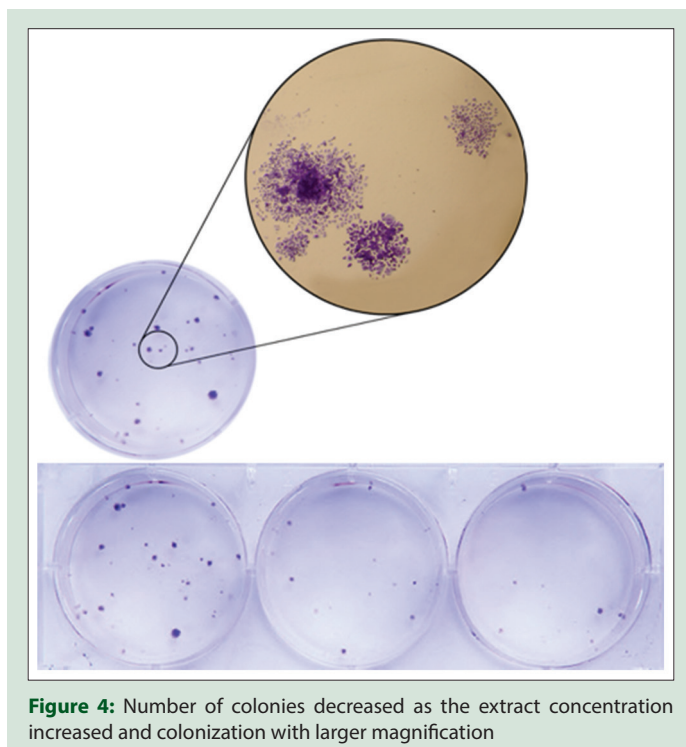 Figure 4: Number of colonies decreased as the extract concentration
increased and colonization with larger magnification